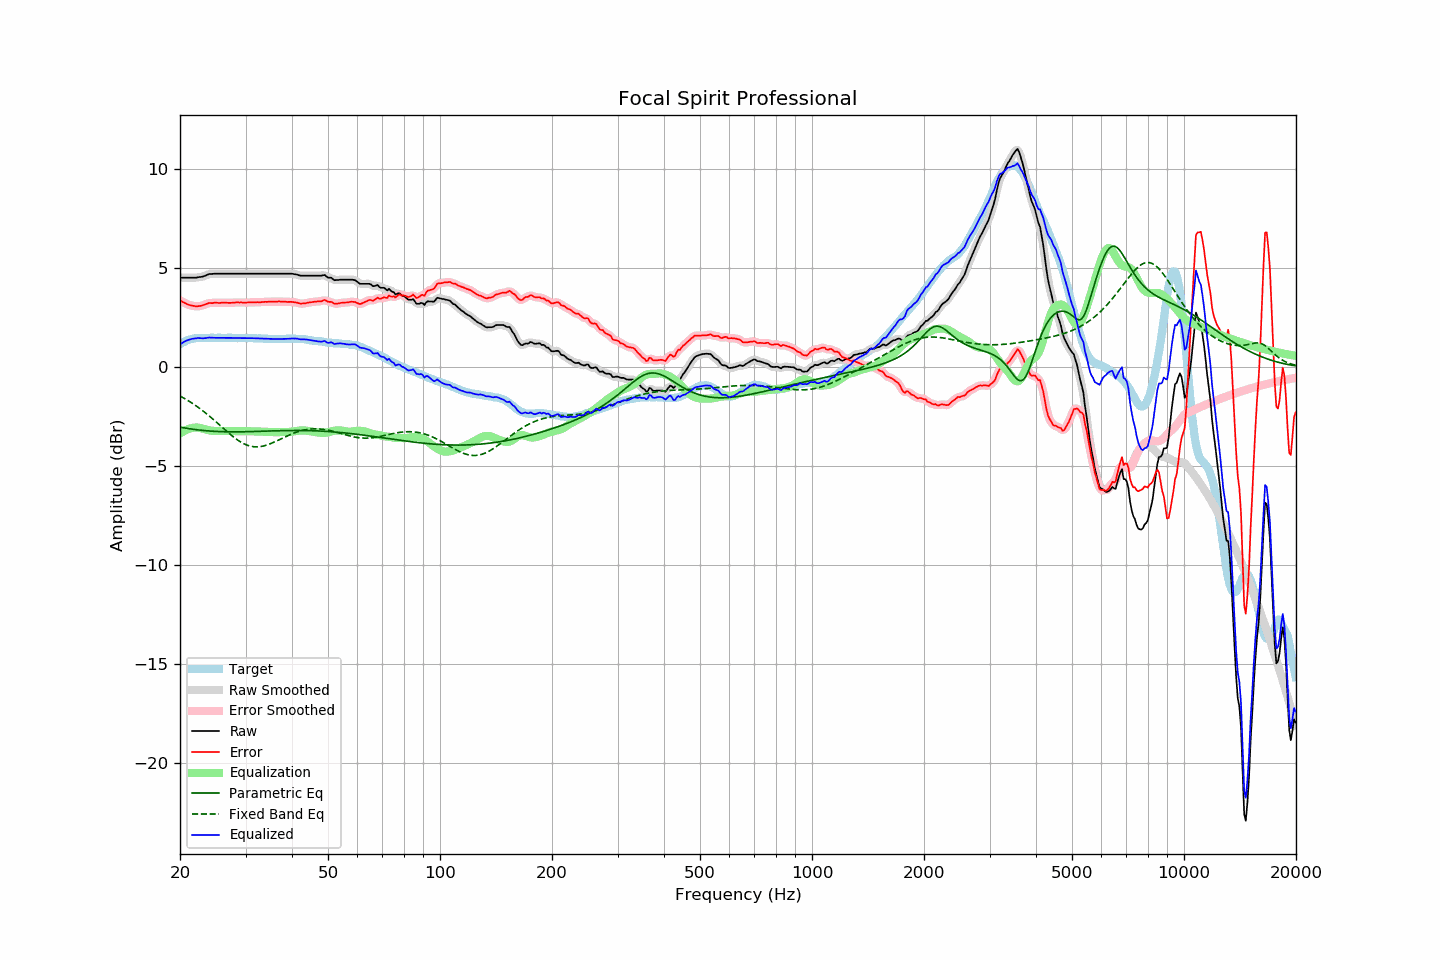 Focal Spirit Professional
10
5
0
−5
−10
−15
−20
Amplitude (dBr)
Target
Raw Smoothed
Error Smoothed
Raw
Error
Equalization
Parametric Eq
Fixed Band Eq
Equalized
20 50 100 200 500 1000 2000 5000 10000 20000
Frequency (Hz)